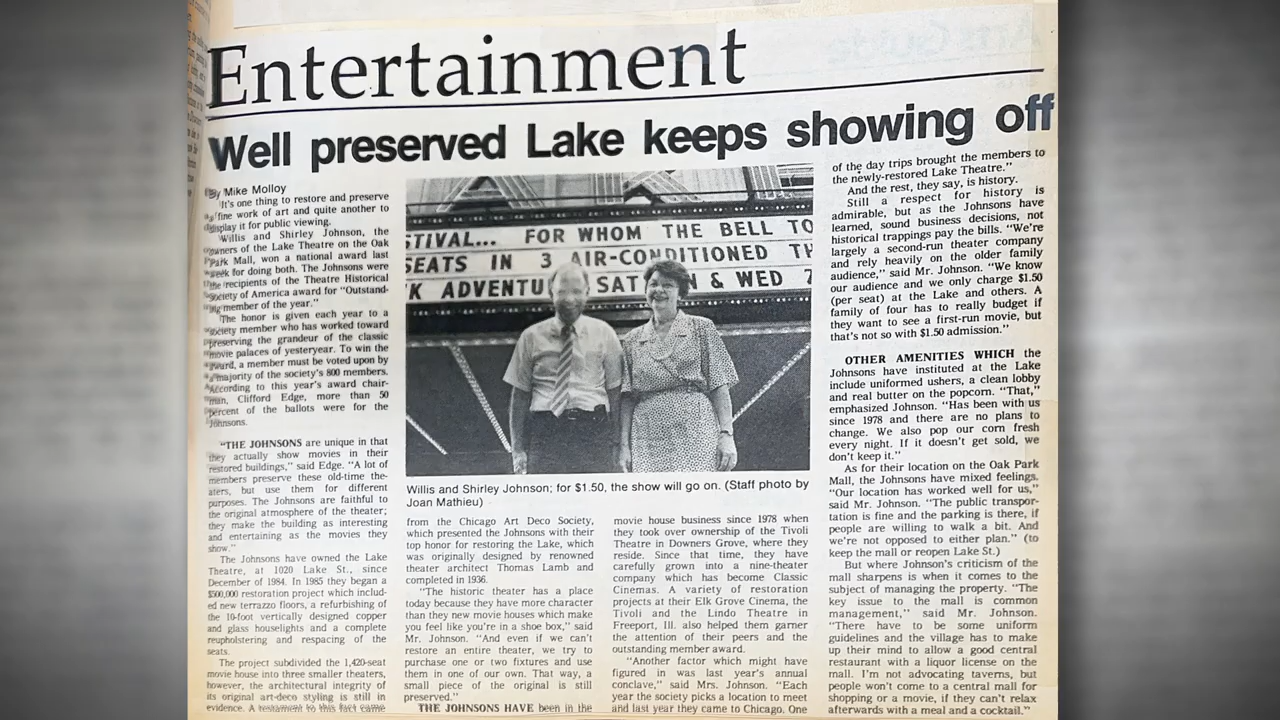 Entertainment
Well preserved Lake keeps showing off
By Mike Molloy
It's one thing to restore and preserve
a fine work of art and quite another to
display it for public viewing.
Willis and Shirley Johnson, the
owners of the Lake Theatre on the Oak
Park Mall, won a national award last
week for doing both. The Johnsons were
the recipients of the Theatre Historical
Society of America award for "Outstand-
ing member of the year."
The honor is given each year to a
society member who has worked toward
preserving the grandeur of the classic
movie palaces of yesteryear. To win the
award, a member must be voted upon by
a majority of the society's 800 members.
According to this year's award chair-
man, Clifford Edge, more than 50
percent of the ballots were for the
Johnsons.
"THE JOHNSONS are unique in that
they actually show movies in their
restored buildings," said Edge. "A lot of
members preserve these old-time the-
aters, but use them for different
purposes. The Johnsons are faithful to
the original atmosphere of the theater;
they make the building as interesting
and entertaining as the movies they
show."
The Johnsons have owned the Lake
Theatre, at 1020 Lake St., since
December of 1984. In 1985 they began a
$500,000 restoration project which includ-
ed new terrazzo floors, a refurbishing of
the 10-foot vertically designed copper
and glass houselights and a complete
reupholstering and respacing of the
seats.
The project subdivided the 1,420-seat
movie house into three smaller theaters,
however, the architectural integrity of
its original art-deco styling is still in
evidence. A testament to this fact came
STIVAL... FOR WHOM THE BELL TO
SEATS IN 3 AIR-CONDITIONED TH
K ADVENTU SAT N & WED 7
Willis and Shirley Johnson; for $1.50, the show will go on. (Staff photo by
Joan Mathieu)
from the Chicago Art Deco Society,
which presented the Johnsons with their
top honor for restoring the Lake, which
was originally designed by renowned
theater architect Thomas Lamb and
completed in 1936.
"The historic theater has a place
today because they have more character
than they new movie houses which make
you feel like you're in a shoe box," said
Mr. Johnson. "And even if we can't
restore an entire theater, we try to
purchase one or two fixtures and use
them in one of our own. That way, a
small piece of the original is still
preserved."
THE JOHNSONS HAVE been in the
movie house business since 1978 when
they took over ownership of the Tivoli
Theatre in Downers Grove, where they
reside. Since that time, they have
carefully grown into a nine-theater
company which has become Classic
Cinemas. A variety of restoration
projects at their Elk Grove Cinema, the
Tivoli and the Lindo Theatre in
Freeport, Ill. also helped them garner
the attention of their peers and the
outstanding member award.
"Another factor which might have
figured in was last year's annual
conclave," said Mrs. Johnson. "Each
year the society picks a location to meet
and last year they came to Chicago. One
of the day trips brought the members to
the newly-restored Lake Theatre."
And the rest, they say, is history.
Still a respect for history is
admirable, but as the Johnsons have
learned, sound business decisions, not
historical trappings pay the bills. "We're
largely a second-run theater company
and rely heavily on the older family
audience," said Mr. Johnson. "We know
our audience and we only charge $1.50
(per seat) at the Lake and others. A
family of four has to really budget if
they want to see a first-run movie, but
that's not so with $1.50 admission."
OTHER AMENITIES WHICH the
Johnsons have instituted at the Lake
include uniformed ushers, a clean lobby
and real butter on the popcorn. "That,"
emphasized Johnson. "Has been with us
since 1978 and there are no plans to
change. We also pop our corn fresh
every night. If it doesn't get sold, we
don't keep it."
As for their location on the Oak Park
Mall, the Johnsons have mixed feelings.
"Our location has worked well for us,"
said Mr. Johnson. "The public transpor-
tation is fine and the parking is there, if
people are willing to walk a bit. And
we're not opposed to either plan." (to
keep the mall or reopen Lake St.)
But where Johnson's criticism of the
mall sharpens is when it comes to the
subject of managing the property. "The
key issue to the mall is common
management," said Mr. Johnson.
"There have to be some uniform
guidelines and the village has to make
up their mind to allow a good central
restaurant with a liquor license on the
mall. I'm not advocating taverns, but
people won't come to a central mall for
shopping or a movie, if they can't relax
afterwards with a meal and a cocktail."